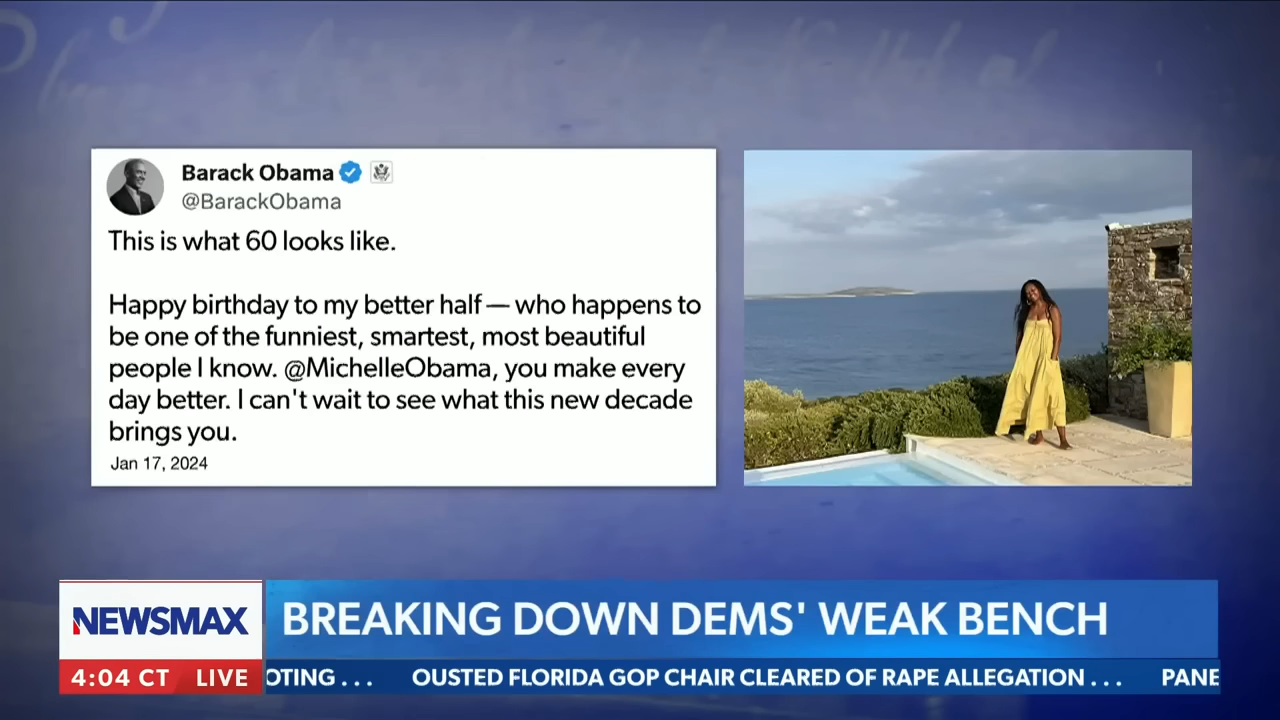 Barack Obama
@BarackObama
This is what 60 looks like.
Happy birthday to my better half — who happens to
be one of the funniest, smartest, most beautiful
people I know. @MichelleObama, you make every
day better. I can't wait to see what this new decade
brings you.
Jan 17, 2024
NEWSMAX
BREAKING DOWN DEMS' WEAK BENCH
4:04 CT LIVE
OTING . . . OUSTED FLORIDA GOP CHAIR CLEARED OF RAPE ALLEGATION . . . PANE